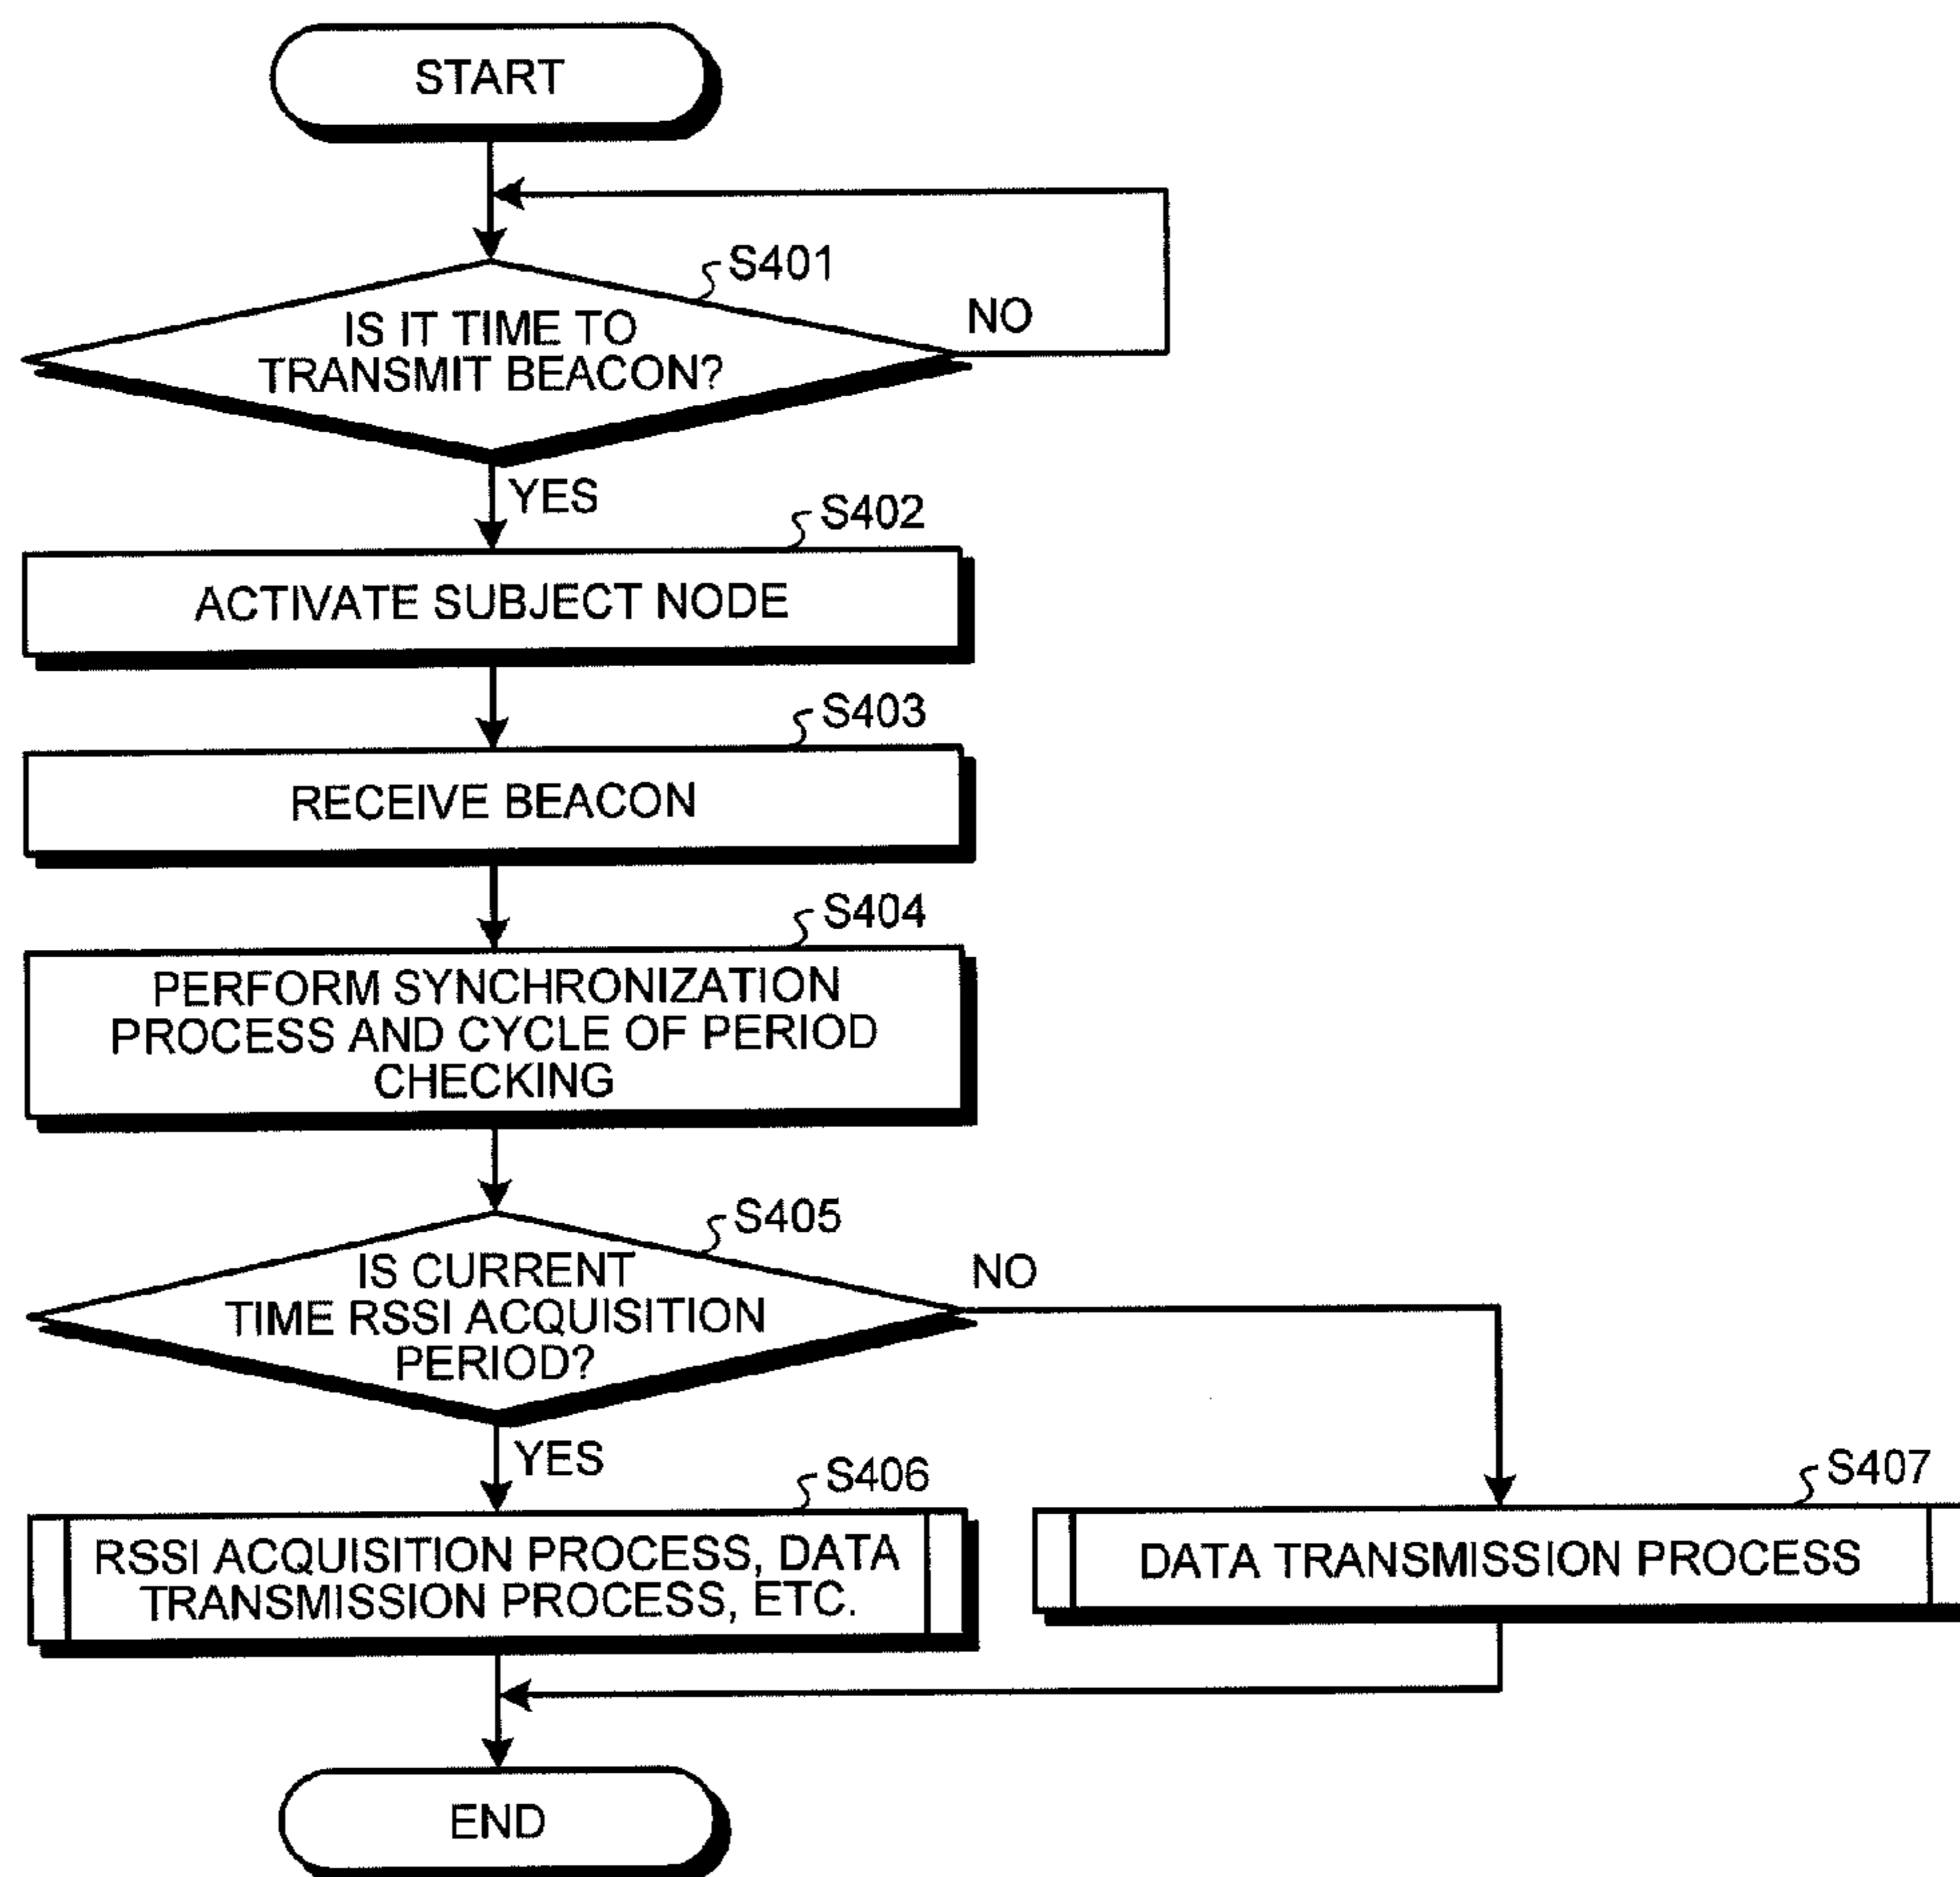 START
S401
IS IT TIME TO
TRANSMIT BEACON?
NO
YES
S402
ACTIVATE SUBJECT NODE
S403
RECEIVE BEACON
S404
PERFORM SYNCHRONIZATION
PROCESS AND CYCLE OF PERIOD
CHECKING
S405
IS CURRENT
TIME RSSI ACQUISITION
PERIOD?
NO
YES
S406
RSSI ACQUISITION PROCESS, DATA
TRANSMISSION PROCESS, ETC.
S407
DATA TRANSMISSION PROCESS
END